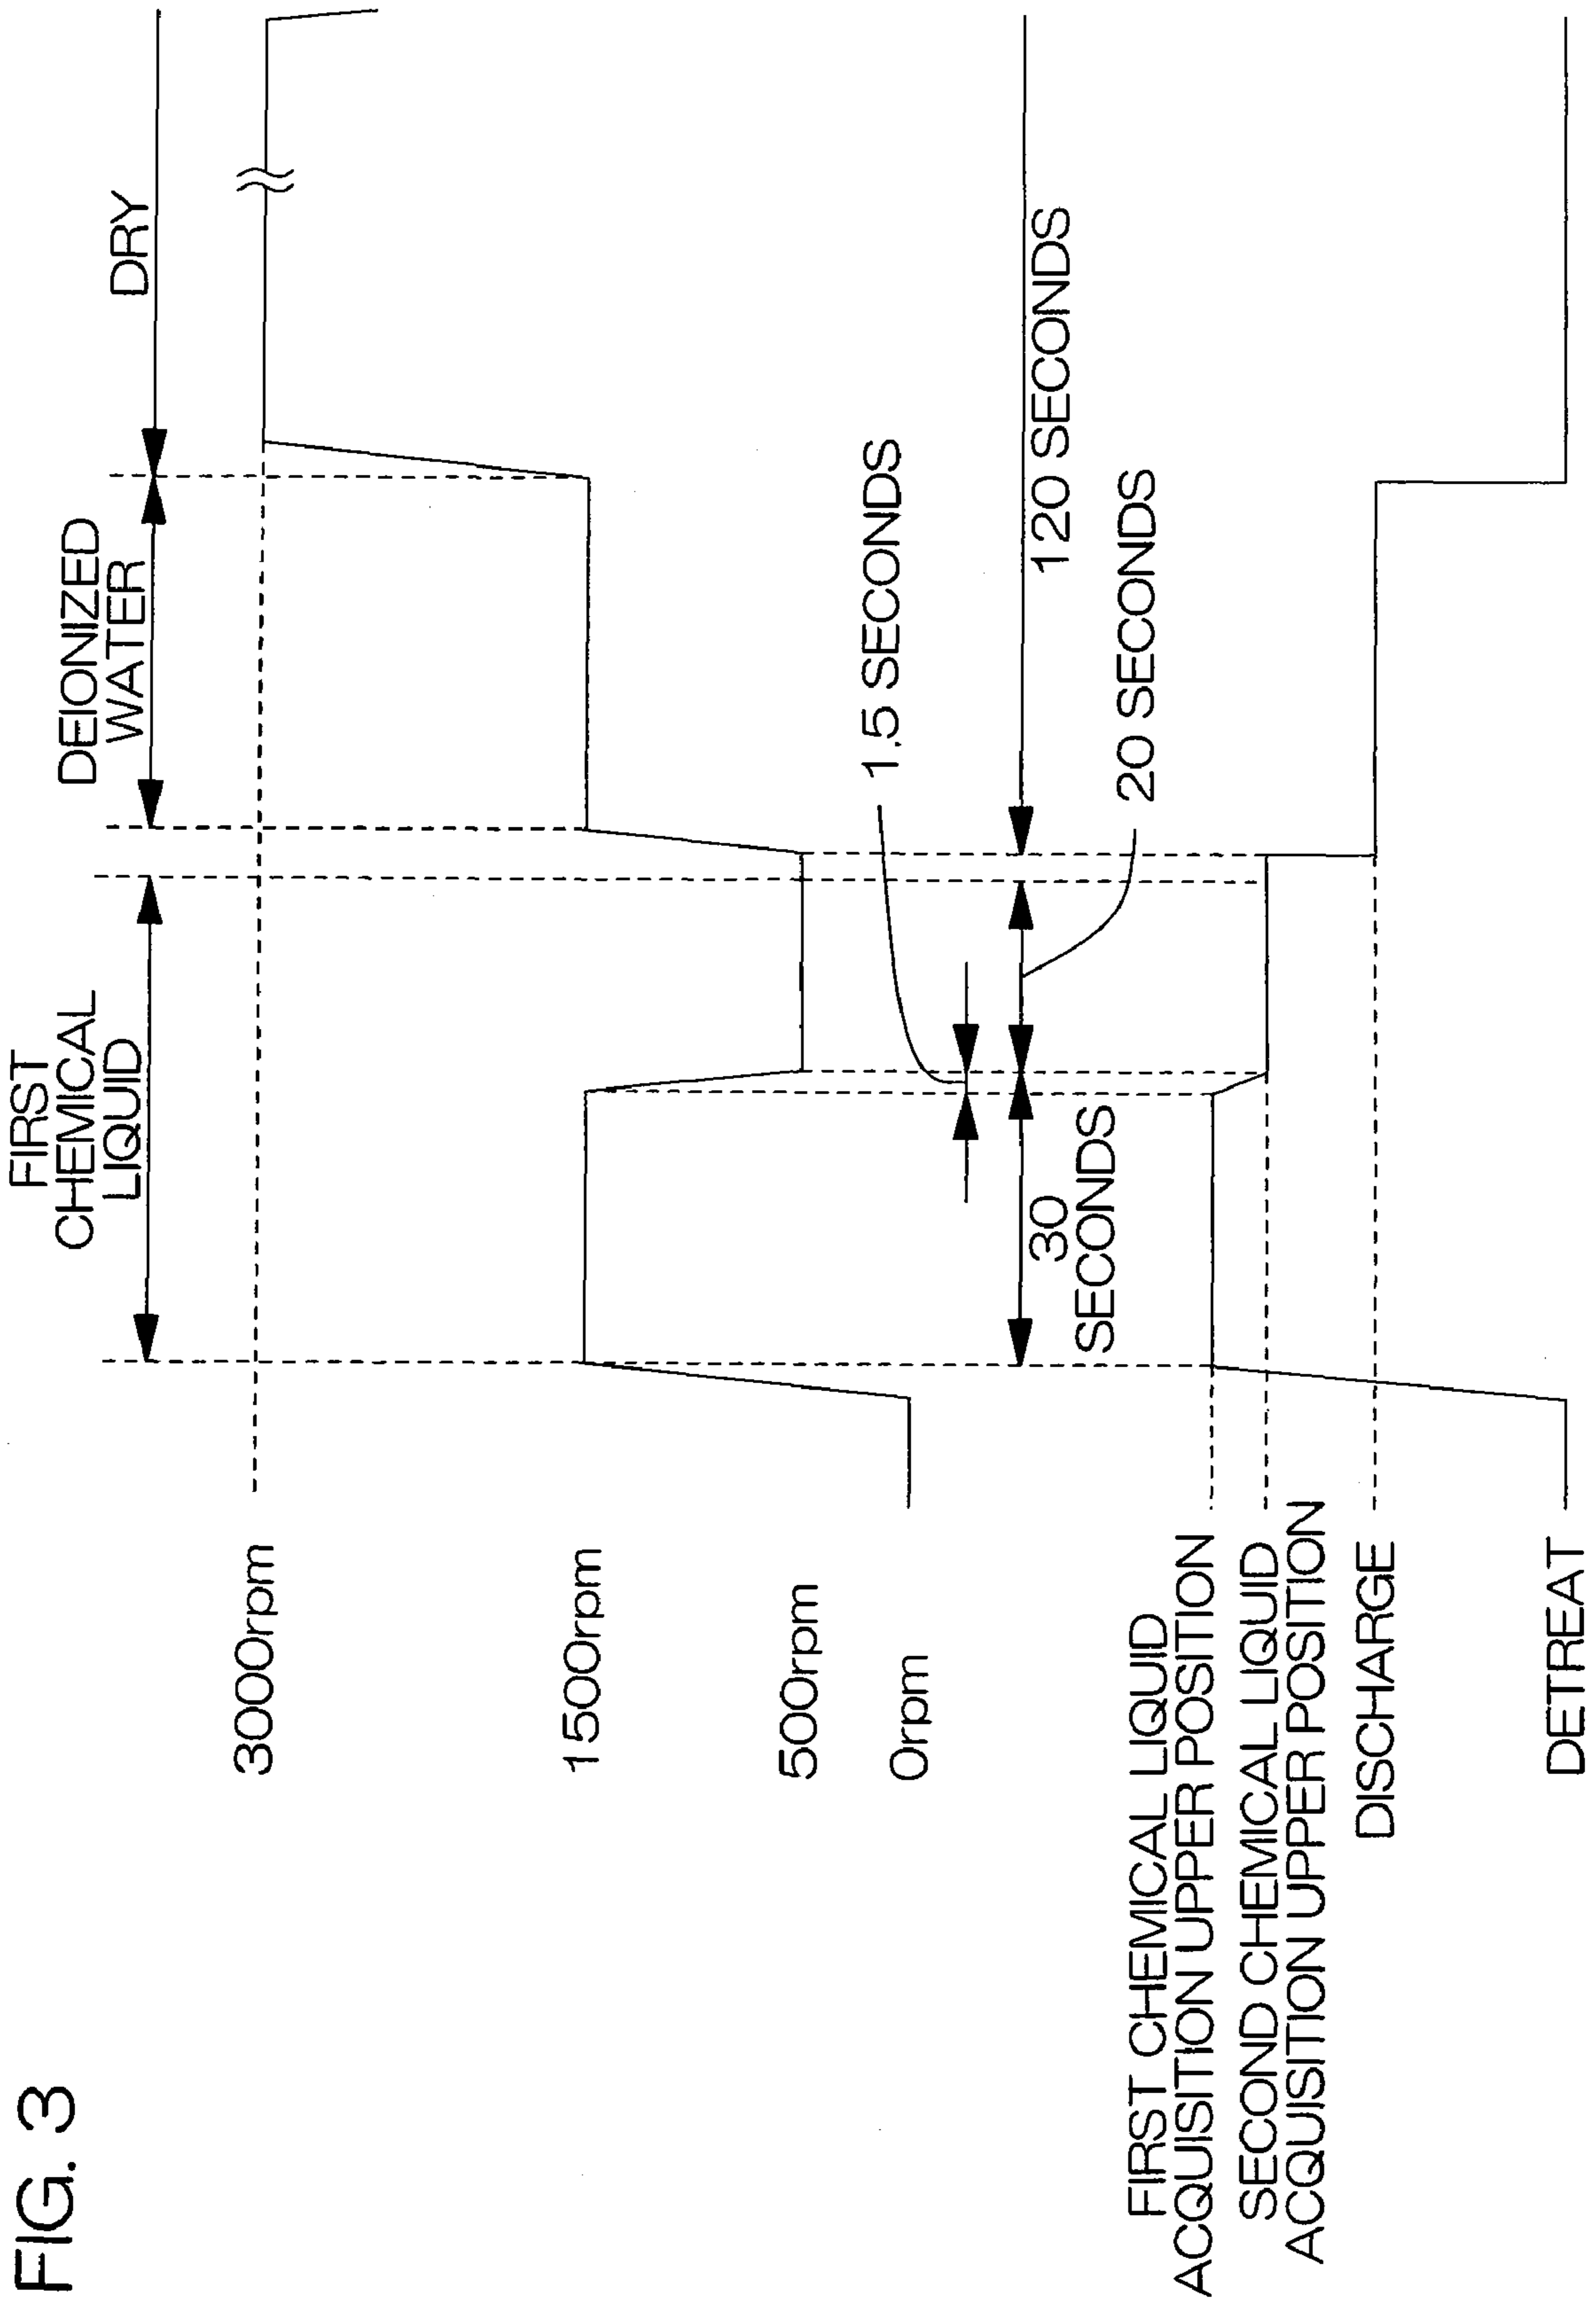 FIG. 3
FIRST
CHEMICAL
LIQUID
DEIONIZED
WATER
DRY
3000rpm
1500rpm
500rpm
0rpm
1.5 SECONDS
30
SECONDS
120 SECONDS
20 SECONDS
FIRST CHEMICAL LIQUID
ACQUISITION UPPER POSITION
SECOND CHEMICAL LIQUID
ACQUISITION UPPER POSITION
DISCHARGE
DETREAT